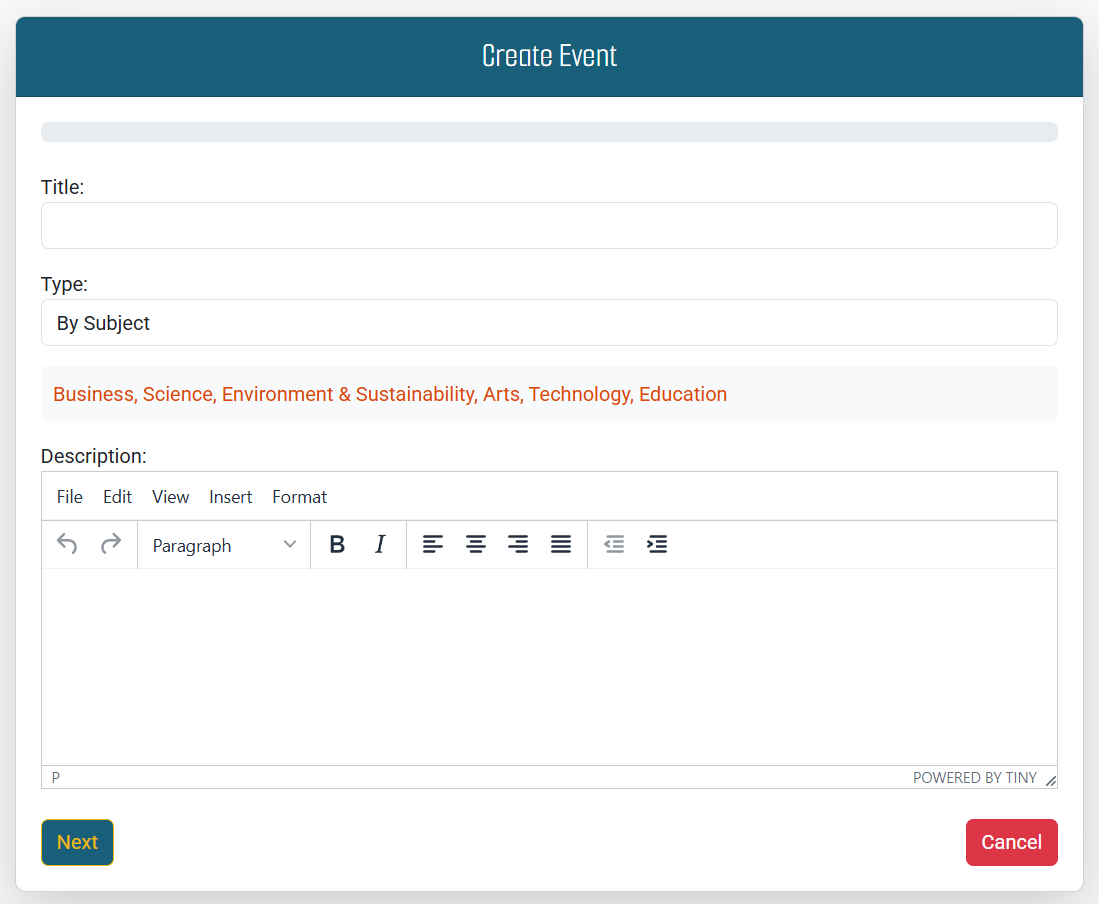 Create Event
Title:
Type:
By Subject
Business, Science, Environment & Sustainability, Arts, Technology, Education
Description:
File Edit View Insert Format
Paragraph B I
P POWERED BY TINY
Next Cancel